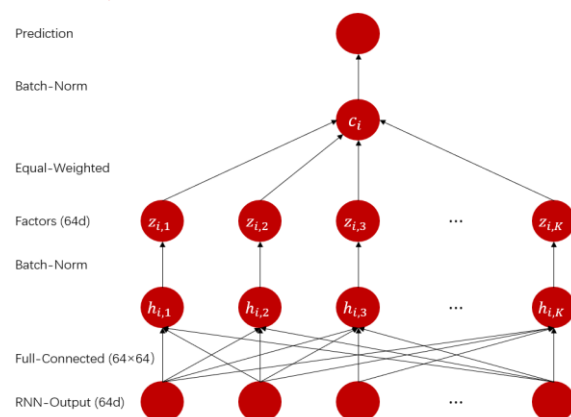 Prediction
Batch-Norm
c_i
Equal-Weighted
Factors (64d) z_{i,1} z_{i,2} z_{i,3} ... z_{i,K}
Batch-Norm
h_{i,1} h_{i,2} h_{i,3} ... h_{i,K}
Full-Connected (64×64)
RNN-Output (64d) ...